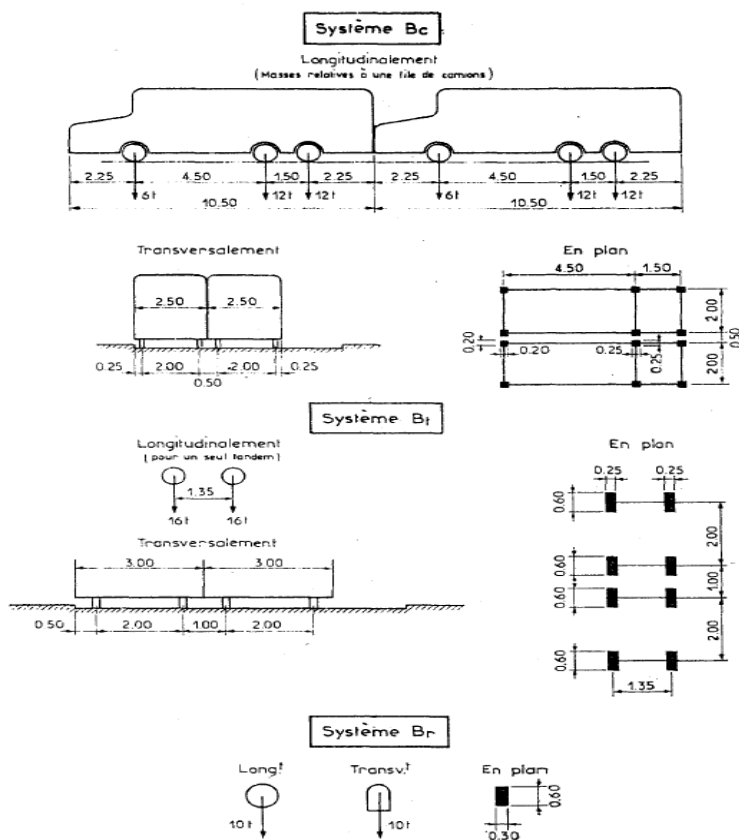 Système Bc
Longitudinalement
(Masses relatives à une file de camions)
2.25 4.50 1.50 2.25 2.25 4.50 1.50 2.25
6t 12t 12t 6t 12t 12t
10.50 10.50
Transversalement
2.50 2.50
0.25 2.00 2.00 0.25
0.50
En plan
4.50 1.50
2.00
0.50
2.00
0.20
0.20 0.25
0.25
Système Bt
Longitudinalement
(pour un seul tandem)
1.35
16t 16t
Transversalement
3.00 3.00
0.50 2.00 1.00 2.00
En plan
0.25 0.25
0.60
2.00
0.60
1.00
0.60
2.00
0.60
1.35
Système Br
Long.t Transv.t En plan
10t 10t
0.60
0.30